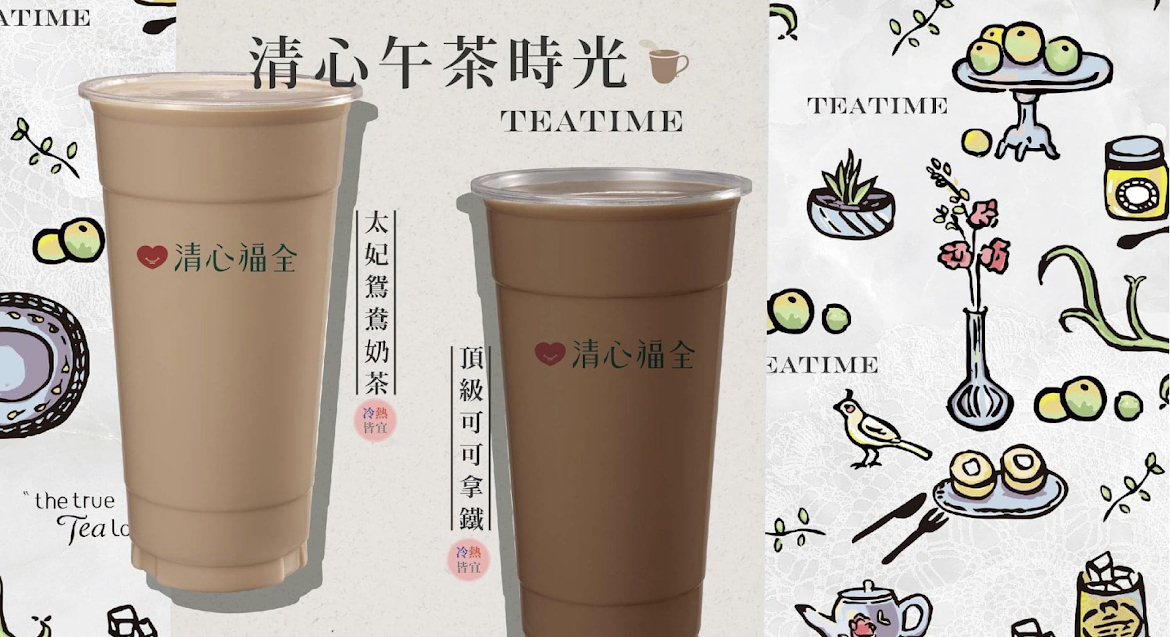 ATIME
清心午茶時光
TEATIME
TEATIME
清心福全
太妃鴛鴦奶茶
冷熱
皆宜
頂級可可拿鐵
冷熱
皆宜
清心福全
EATIME
"the true
Tea Lo